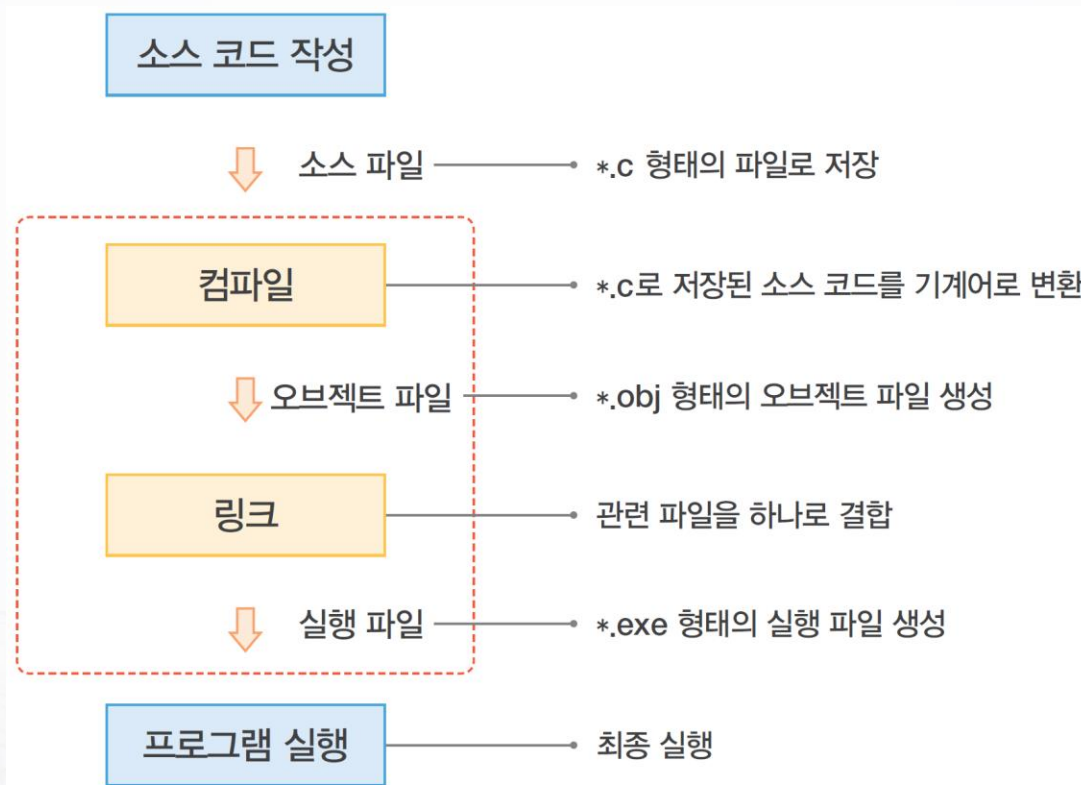 소스 코드 작성
소스 파일
*.c 형태의 파일로 저장
컴파일
*.c로 저장된 소스 코드를 기계어로 변환
오브젝트 파일
*.obj 형태의 오브젝트 파일 생성
링크
관련 파일을 하나로 결합
실행 파일
*.exe 형태의 실행 파일 생성
프로그램 실행
최종 실행